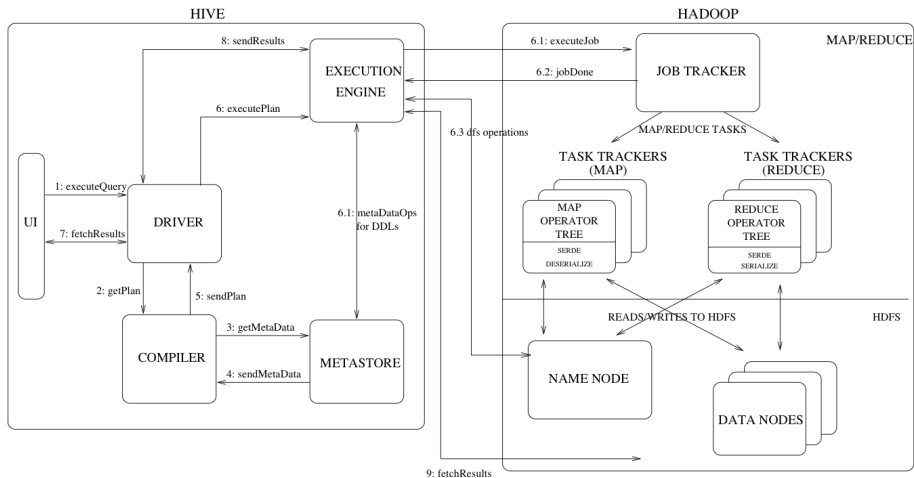 HIVE
HADOOP
MAP/REDUCE
8: sendResults
6.1: executeJob
EXECUTION
ENGINE
6.2: jobDone
JOB TRACKER
6: executePlan
6.3 dfs operations
MAP/REDUCE TASKS
TASK TRACKERS
(MAP)
TASK TRACKERS
(REDUCE)
UI
1: executeQuery
7: fetchResults
DRIVER
6.1: metaDataOps
for DDLs
MAP
OPERATOR
TREE
SERDE
DESERIALIZE
REDUCE
OPERATOR
TREE
SERDE
SERIALIZE
2: getPlan
5: sendPlan
READS/WRITES TO HDFS
HDFS
COMPILER
3: getMetaData
4: sendMetaData
METASTORE
NAME NODE
DATA NODES
9: fetchResults